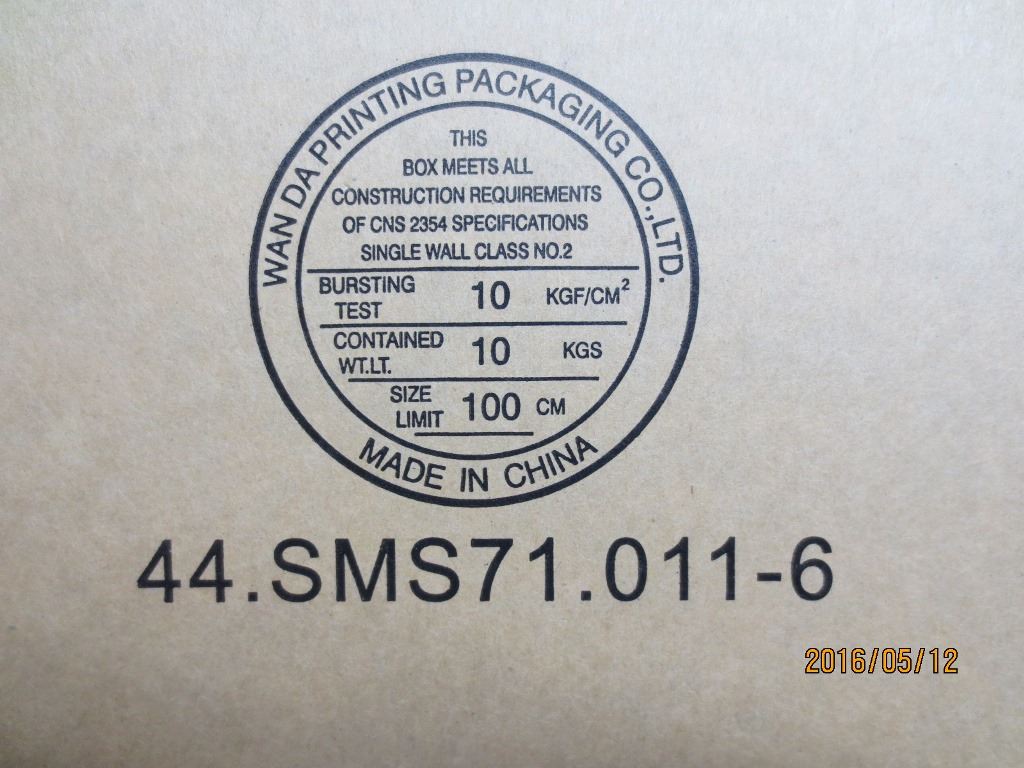 WAN DA PRINTING PACKAGING CO.,LTD.
THIS
BOX MEETS ALL
CONSTRUCTION REQUIREMENTS
OF CNS 2354 SPECIFICATIONS
SINGLE WALL CLASS NO.2
BURSTING TEST 10 KGF/CM²
CONTAINED WT.LT. 10 KGS
SIZE LIMIT 100 CM
MADE IN CHINA
44.SMS71.011-6
2016/05/12